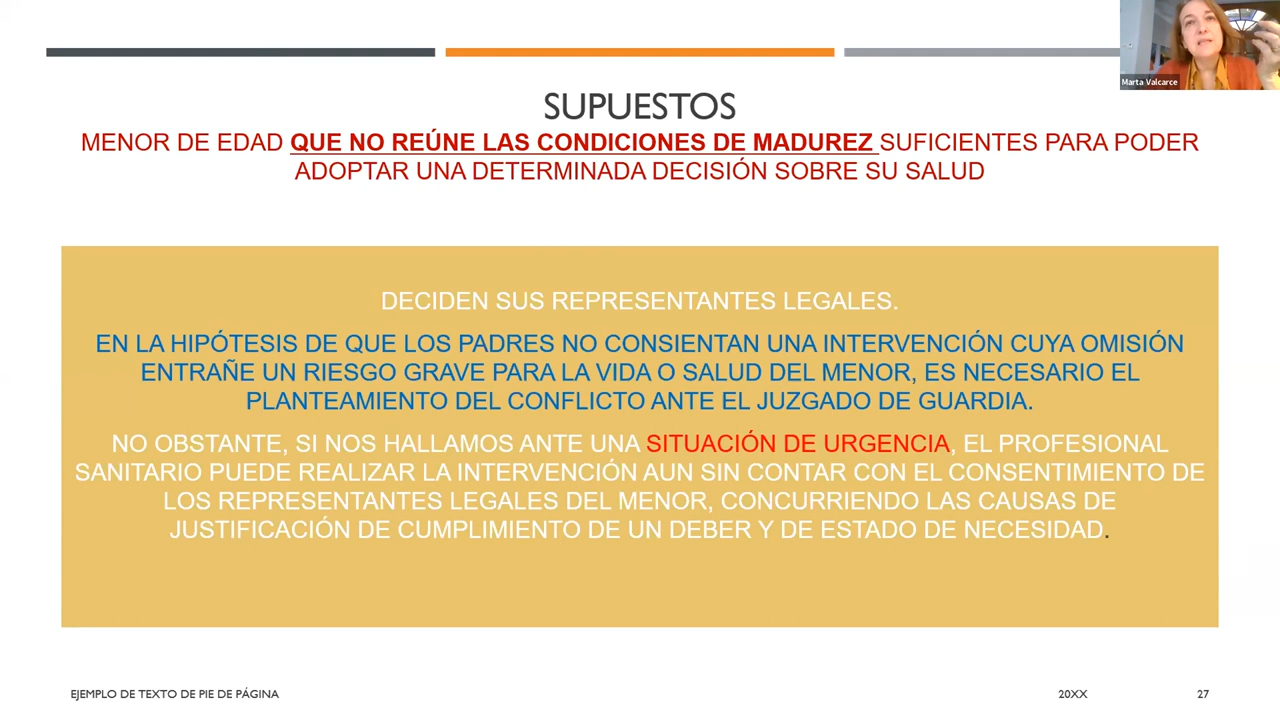 Marta Valcarce
SUPUESTOS
MENOR DE EDAD QUE NO REÚNE LAS CONDICIONES DE MADUREZ SUFICIENTES PARA PODER
ADOPTAR UNA DETERMINADA DECISIÓN SOBRE SU SALUD
DECIDEN SUS REPRESENTANTES LEGALES.
EN LA HIPÓTESIS DE QUE LOS PADRES NO CONSIENTAN UNA INTERVENCIÓN CUYA OMISIÓN
ENTRAÑE UN RIESGO GRAVE PARA LA VIDA O SALUD DEL MENOR, ES NECESARIO EL
PLANTEAMIENTO DEL CONFLICTO ANTE EL JUZGADO DE GUARDIA.
NO OBSTANTE, SI NOS HALLAMOS ANTE UNA SITUACIÓN DE URGENCIA, EL PROFESIONAL
SANITARIO PUEDE REALIZAR LA INTERVENCIÓN AUN SIN CONTAR CON EL CONSENTIMIENTO DE
LOS REPRESENTANTES LEGALES DEL MENOR, CONCURRIENDO LAS CAUSAS DE
JUSTIFICACIÓN DE CUMPLIMIENTO DE UN DEBER Y DE ESTADO DE NECESIDAD.
EJEMPLO DE TEXTO DE PIE DE PÁGINA
20XX
27